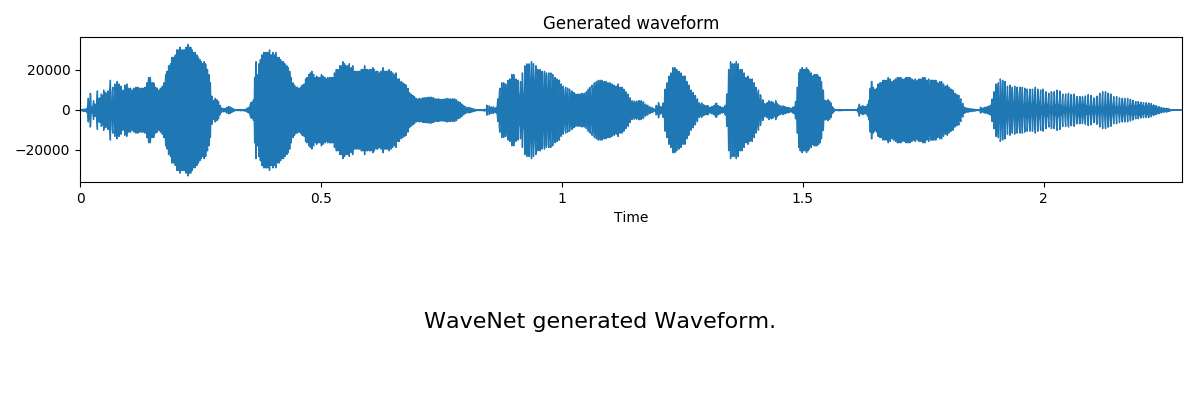 Generated waveform
20000
0
−20000
0 0.5 1 1.5 2
Time
WaveNet generated Waveform.